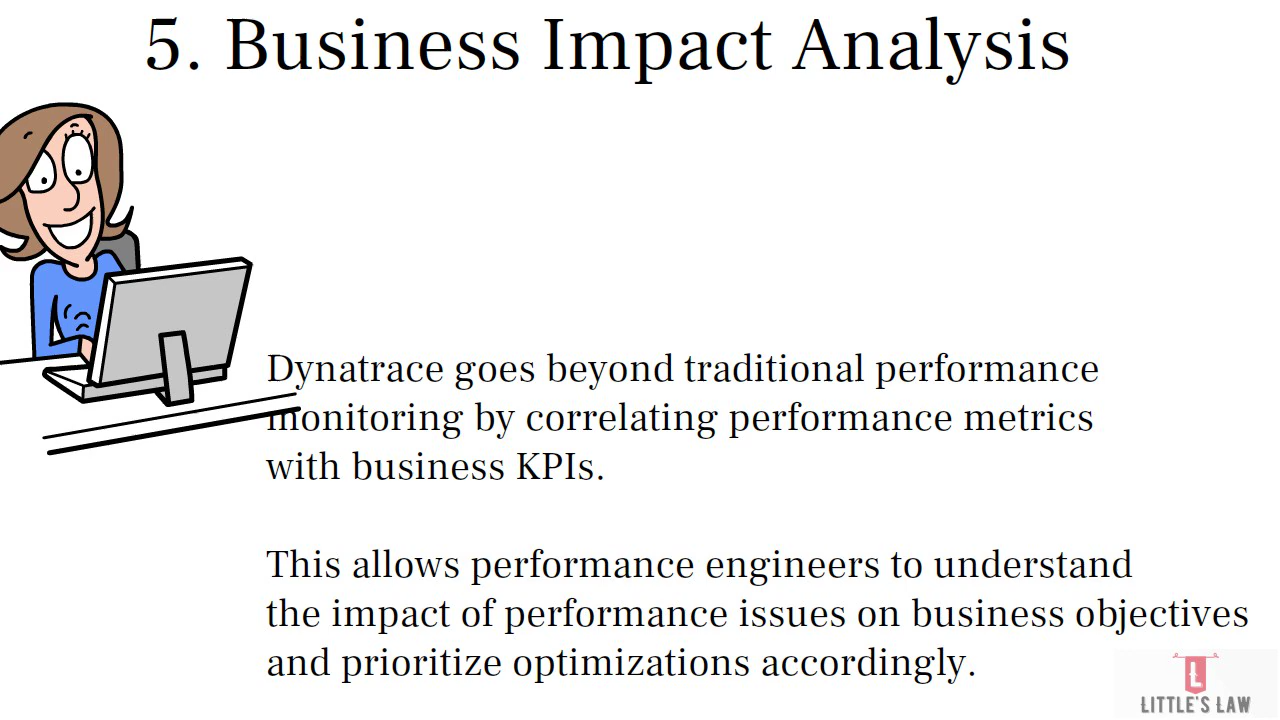 5. Business Impact Analysis
Dynatrace goes beyond traditional performance
monitoring by correlating performance metrics
with business KPIs.
This allows performance engineers to understand
the impact of performance issues on business objectives
and prioritize optimizations accordingly.
L
LITTLE'S LAW